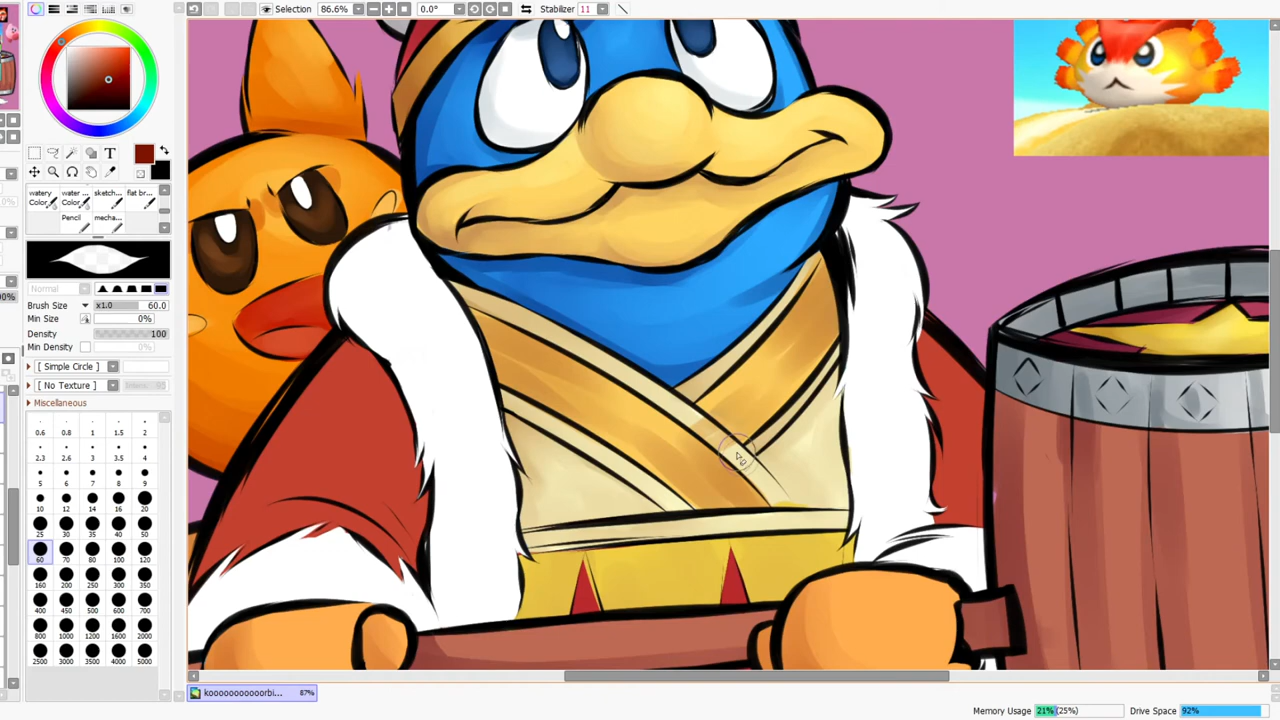 Selection 86.6% 0.0° Stabilizer 11
T
watery Color
water ... Color
sketch...
flat br...
Pencil
mecha...
Normal
Brush Size x1.0 60.0
Min Size 0%
Density 100
Min Density 0%
[ Simple Circle ]
[ No Texture ]
Miscellaneous
0.6 0.8 1 1.5 2
2.3 2.6 3 3.5 4
5 6 7 8 9
10 12 14 16 20
25 30 35 40 50
60 70 80 100 120
160 200 250 300 350
400 450 500 600 700
800 1000 1200 1600 2000
2500 3000 3500 4000 5000
kooooooooooorbi... 87%
Memory Usage 21% (25%) Drive Space 92%